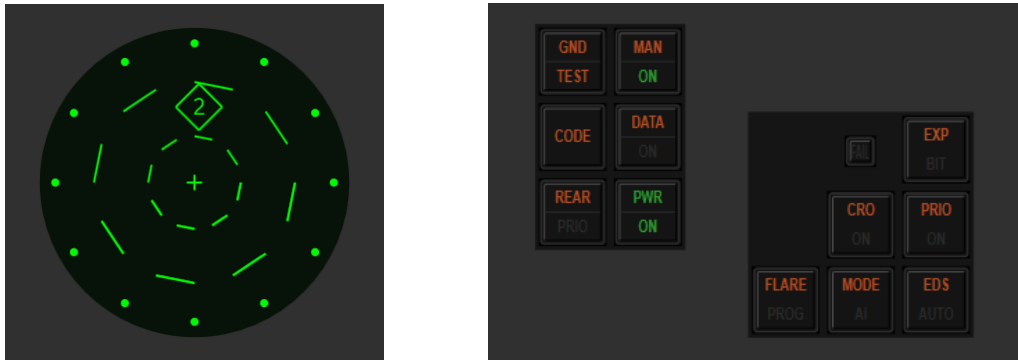 2
GND
TEST
MAN
ON
CODE
DATA
ON
REAR
PRIO
PWR
ON
FAIL
EXP
BIT
CRO
ON
PRIO
ON
FLARE
PROG
MODE
AI
EDS
AUTO